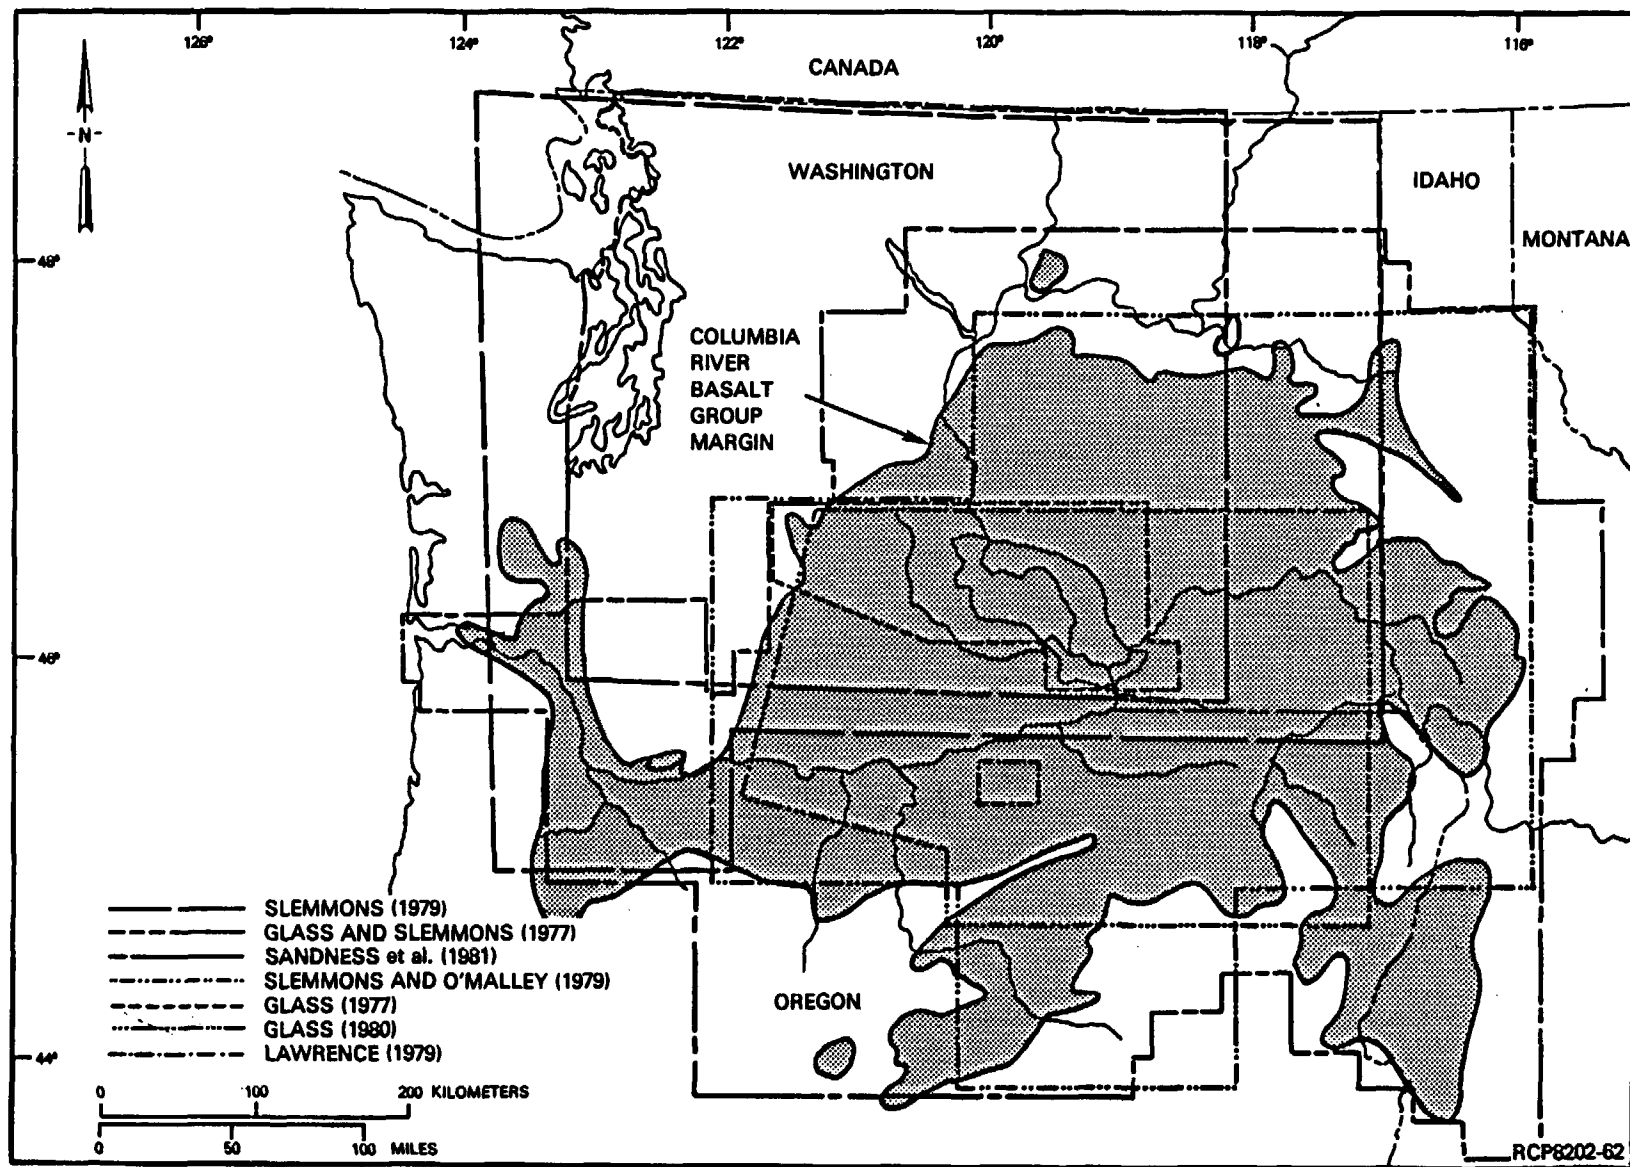 126°
124°
122°
120°
118°
116°
CANADA
-N-
WASHINGTON
IDAHO
MONTANA
48°
COLUMBIA
RIVER
BASALT
GROUP
MARGIN
46°
SLEMMONS (1979)
GLASS AND SLEMMONS (1977)
SANDNESS et al. (1981)
SLEMMONS AND O'MALLEY (1979)
GLASS (1977)
GLASS (1980)
LAWRENCE (1979)
OREGON
44°
0 100 200 KILOMETERS
0 50 100 MILES
RCP8202-62